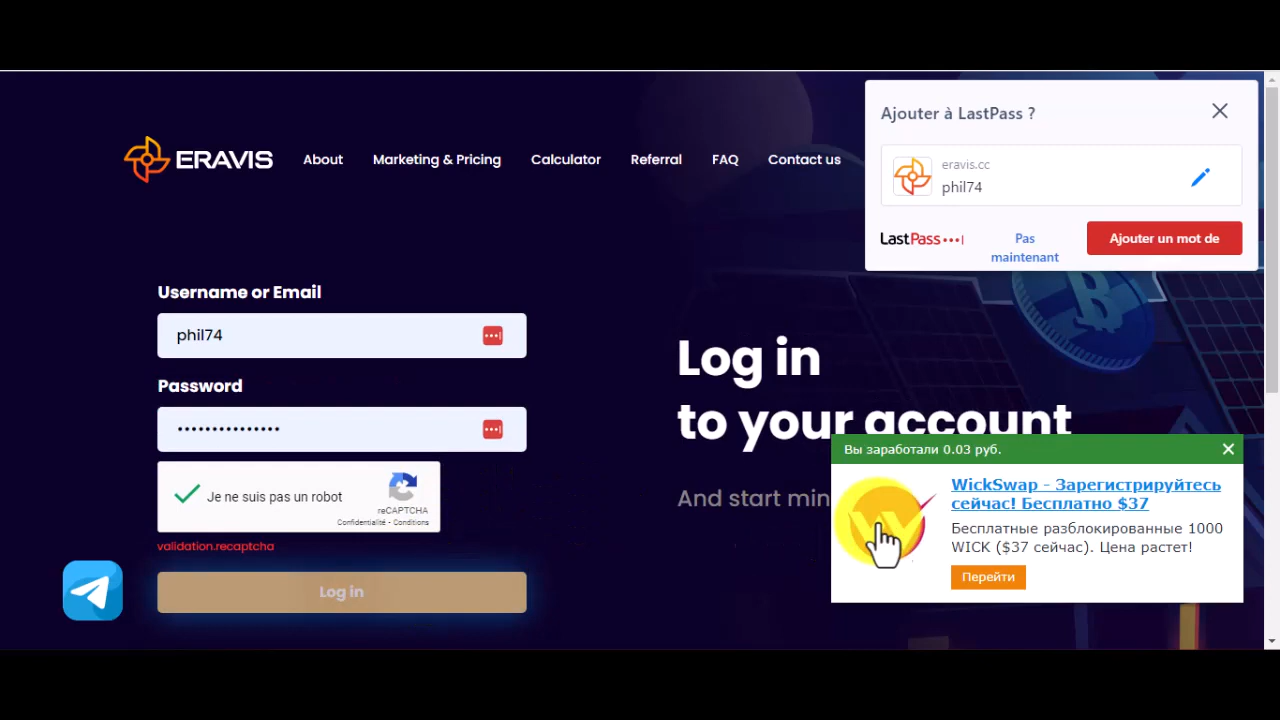 ERAVIS
About
Marketing & Pricing
Calculator
Referral
FAQ
Contact us
Ajouter à LastPass ?
eravis.cc
phil74
LastPass
Pas
maintenant
Ajouter un mot de
Username or Email
phil74
Password
Je ne suis pas un robot
reCAPTCHA
Confidentialité - Conditions
validation.recaptcha
Log in
Log in
to your account
And start min
Вы заработали 0.03 руб.
WickSwap - Зарегистрируйтесь
сейчас! Бесплатно $37
Бесплатные разблокированные 1000
WICK ($37 сейчас). Цена растет!
Перейти